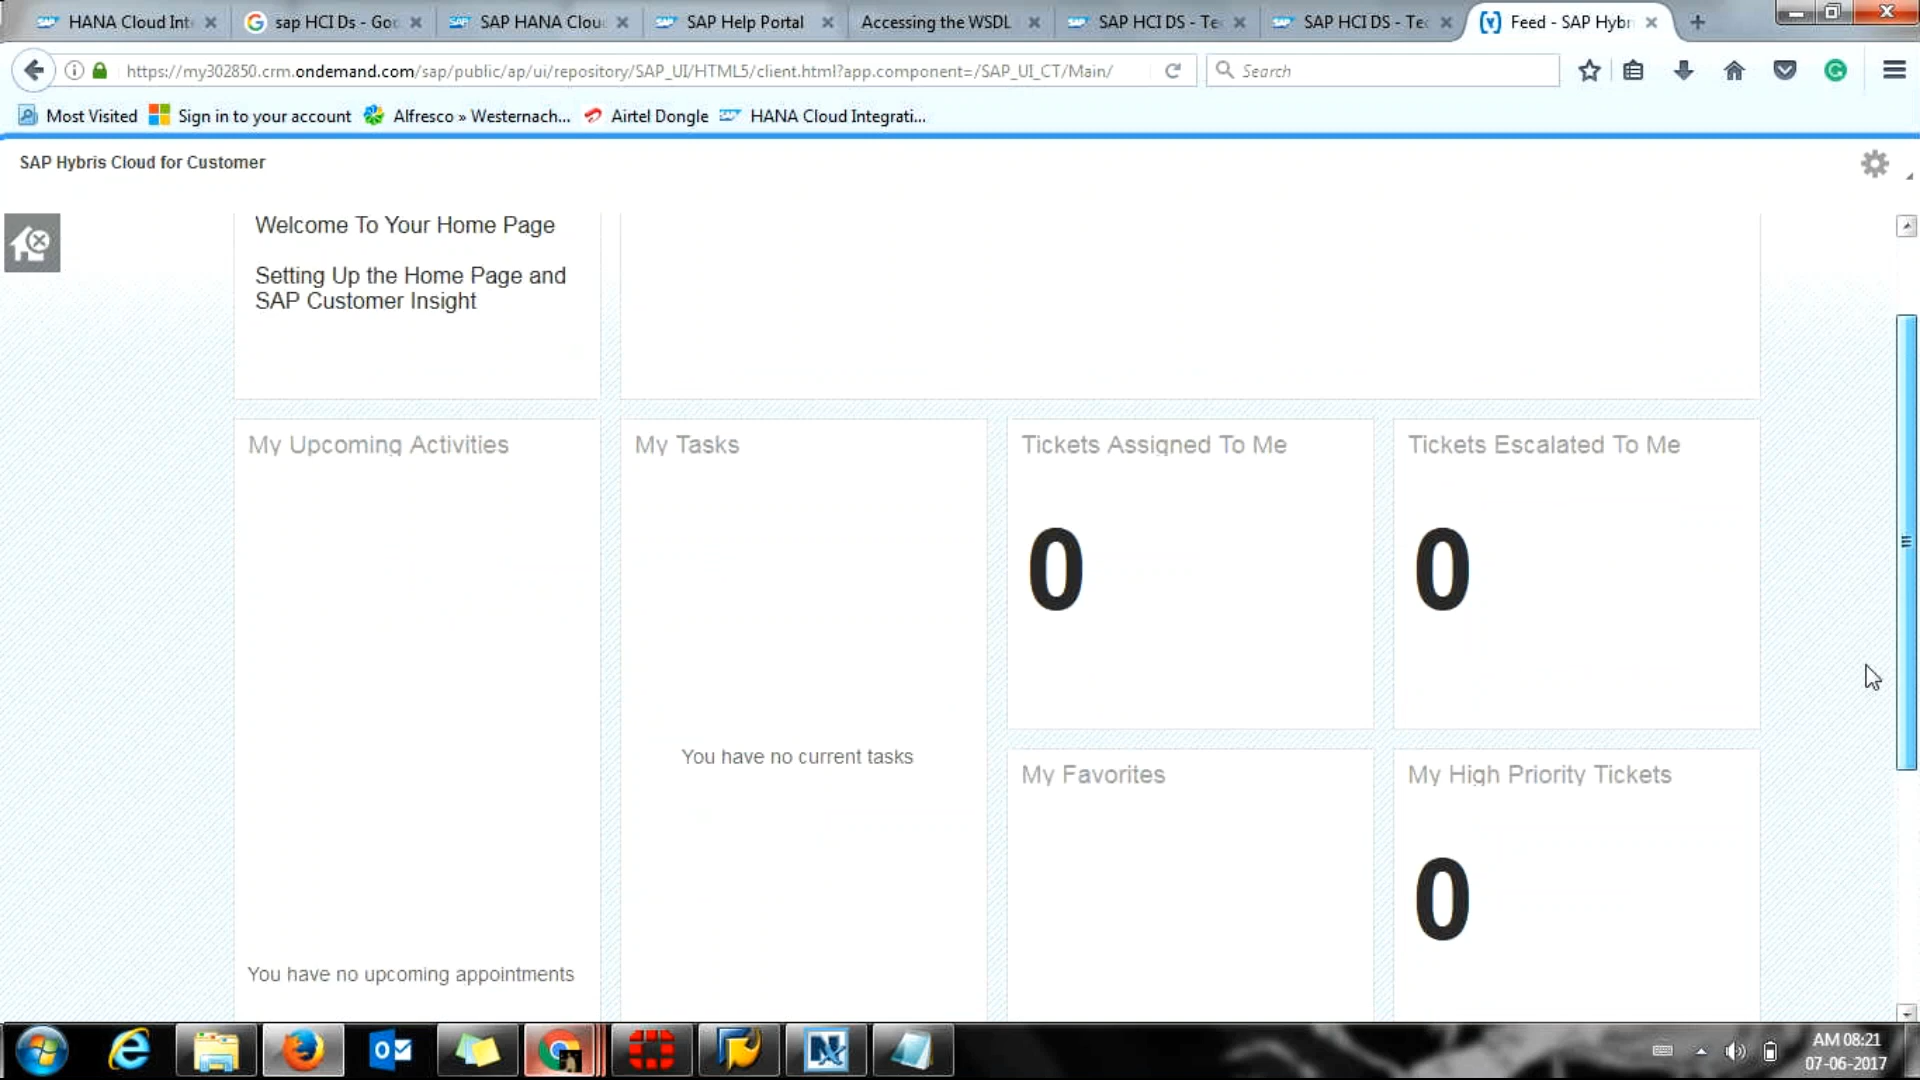 HANA Cloud Int
sap HCI Ds - Goo
SAP HANA Clou
SAP Help Portal
Accessing the WSDL
SAP HCI DS - Te
SAP HCI DS - Tec
Feed - SAP Hybr
https://my302850.crm.ondemand.com/sap/public/ap/ui/repository/SAP_UI/HTML5/client.html?app.component=/SAP_UI_CT/Main/
Search
Most Visited
Sign in to your account
Alfresco » Westernach...
Airtel Dongle
HANA Cloud Integrati...
SAP Hybris Cloud for Customer
Welcome To Your Home Page
Setting Up the Home Page and
SAP Customer Insight
My Upcoming Activities
My Tasks
Tickets Assigned To Me
Tickets Escalated To Me
0
0
You have no current tasks
My Favorites
My High Priority Tickets
0
You have no upcoming appointments
AM 08:21
07-06-2017